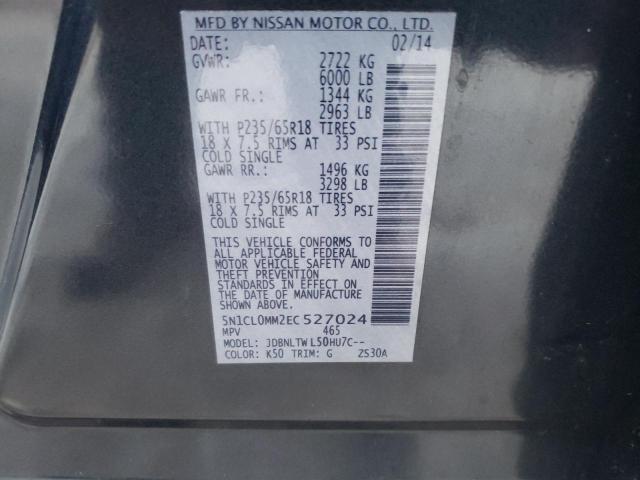 MFD BY NISSAN MOTOR CO., LTD.
DATE: 02/14
GVWR: 2722 KG
6000 LB
GAWR FR.: 1344 KG
2963 LB
WITH P235/65R18 TIRES
18 X 7.5 RIMS AT 33 PSI
COLD SINGLE
GAWR RR.: 1496 KG
3298 LB
WITH P235/65R18 TIRES
18 X 7.5 RIMS AT 33 PSI
COLD SINGLE
THIS VEHICLE CONFORMS TO
ALL APPLICABLE FEDERAL
MOTOR VEHICLE SAFETY AND
THEFT PREVENTION
STANDARDS IN EFFECT ON
THE DATE OF MANUFACTURE
SHOWN ABOVE.
5N1CL0MM2EC527024
MPV 465
MODEL: JDBNLTW L50HU7C--
COLOR: K50 TRIM: G ZS30A